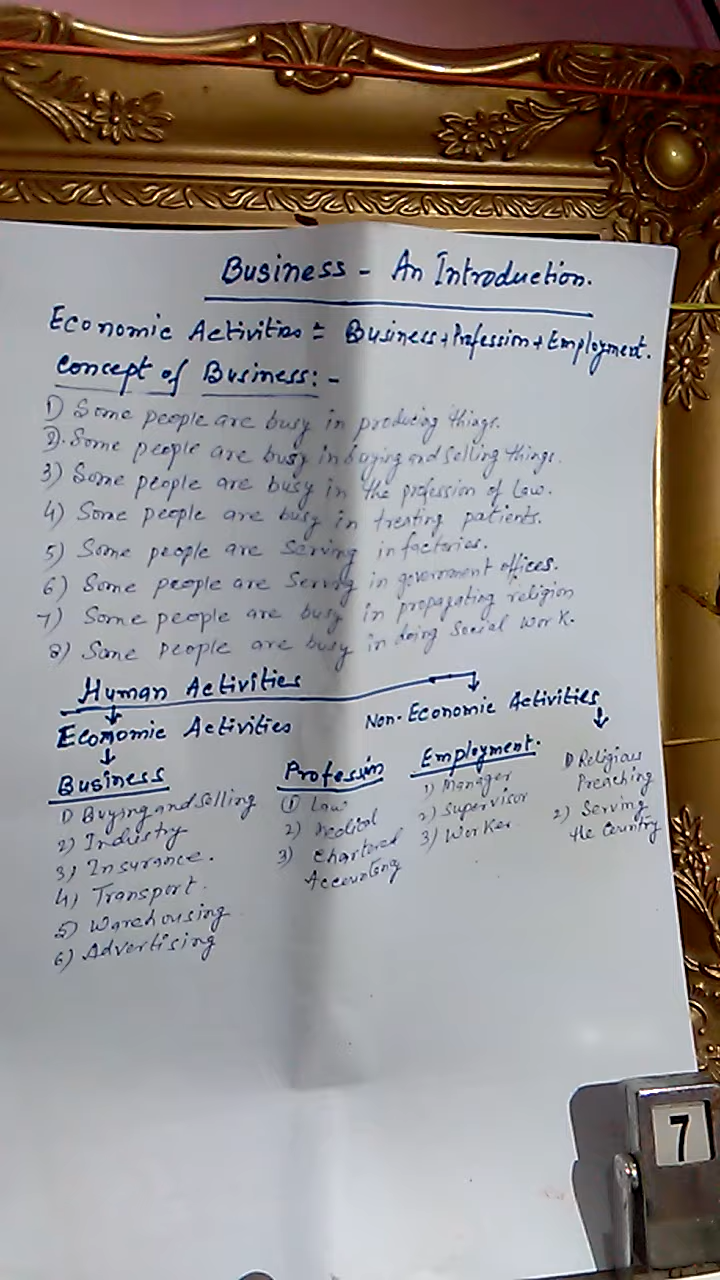 Business - An Introduction.
Economic Activities = Business + Profession + Employment.
Concept of Business: -
1) Some people are busy in producing things.
2). Some people are busy in buying and selling things.
3) Some people are busy in the profession of Law.
4) Some people are busy in treating patients.
5) Some people are serving in factories.
6) Some people are serving in government offices.
7) Some people are busy in propagating religion
8) Some people are busy in doing social work.
Human Activities
Economic Activities Non-Economic Activities
Business Profession Employment.
1) Buying and selling
2) Industry
3) Insurance.
4) Transport.
5) Warehousing
6) Advertising
1) Law
2) Medical
3) Chartered
Accounting
1) Manager
2) Supervisor
3) Worker
1) Religious
Preaching
2) Serving
the Country
7